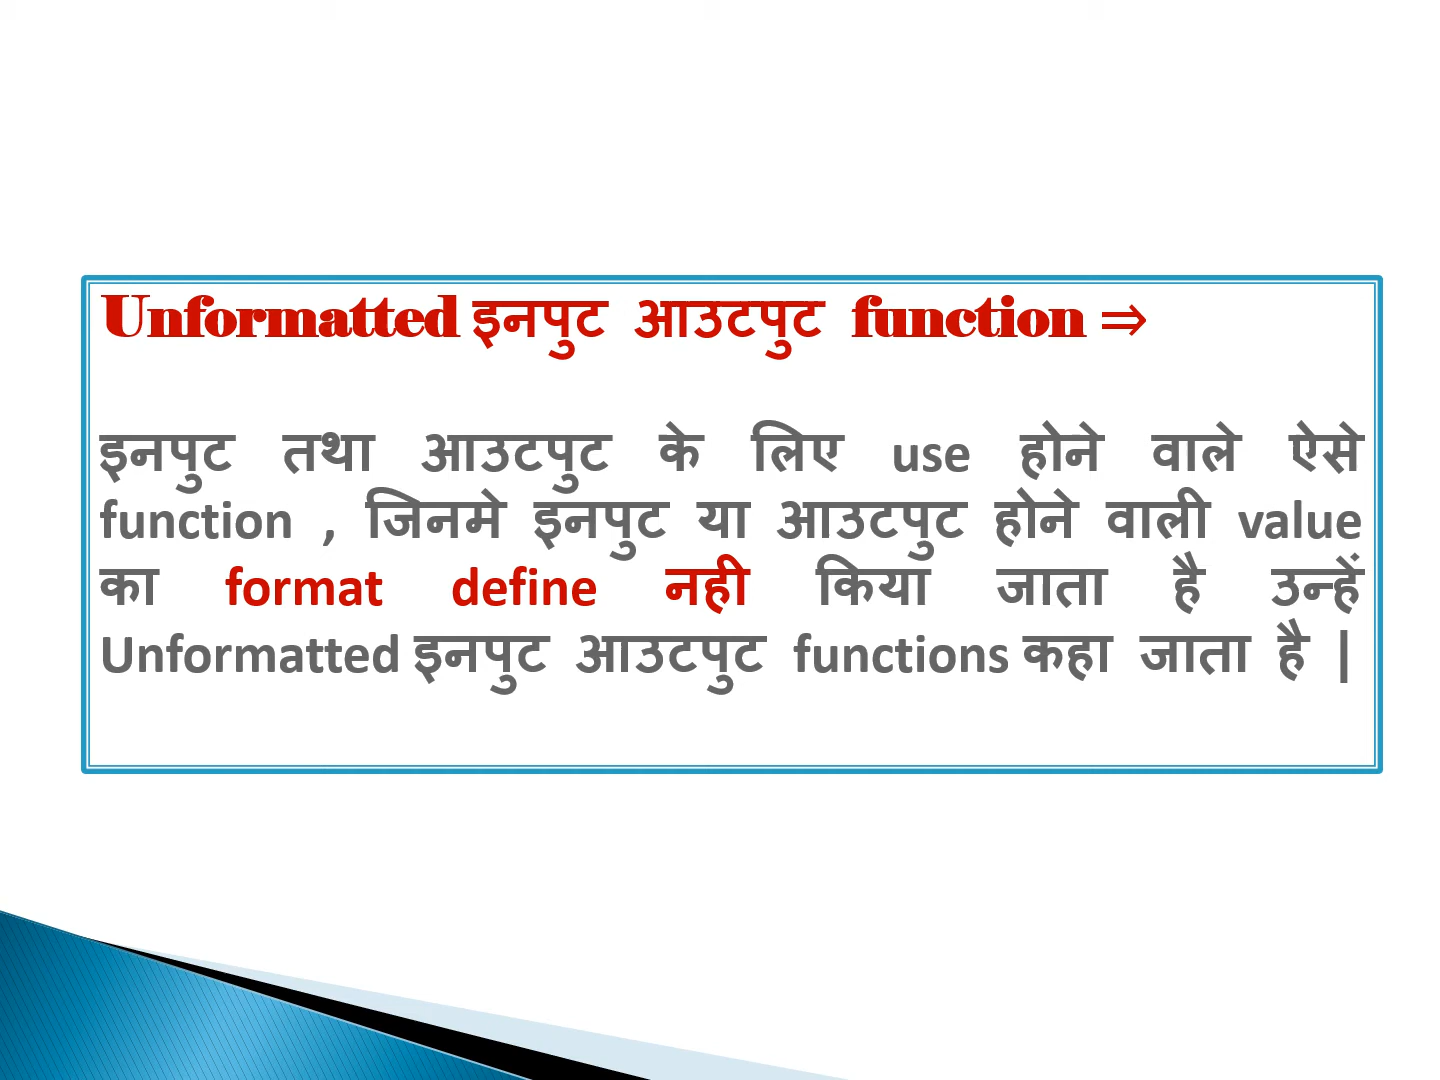 Unformatted इनपुट आउटपुट function ⇒
इनपुट तथा आउटपुट के लिए use होने वाले ऐसे
function , जिनमे इनपुट या आउटपुट होने वाली value
का format define नही किया जाता है उन्हें
Unformatted इनपुट आउटपुट functions कहा जाता है |